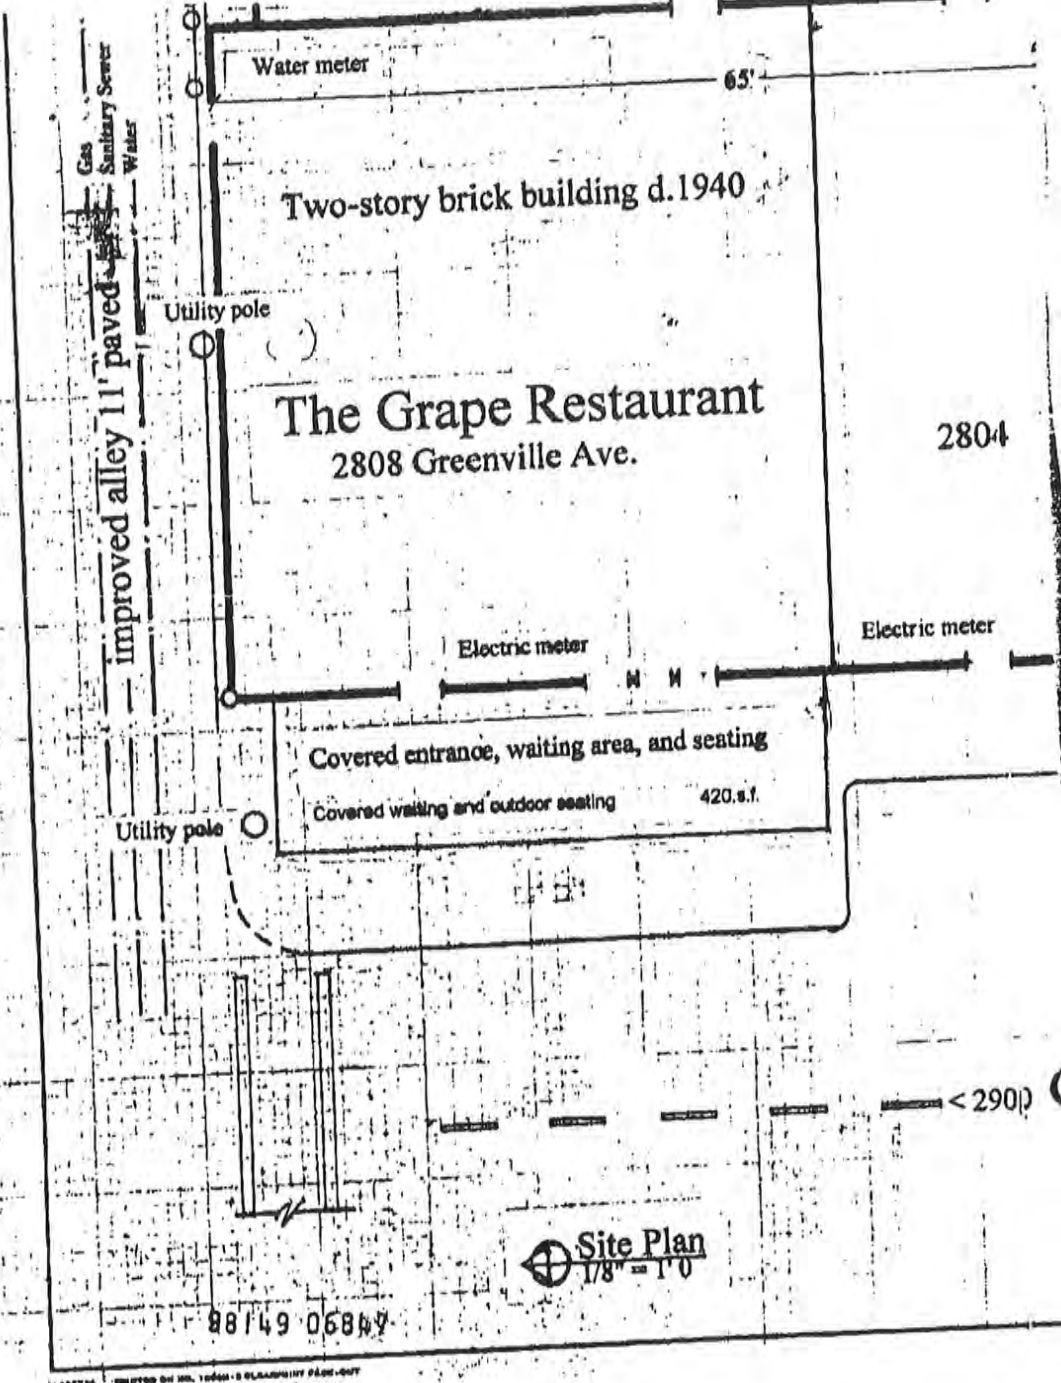 Water meter
65'
Gas
Sanitary Sewer
Water
Two-story brick building d.1940
Utility pole
improved alley 11' paved
The Grape Restaurant
2808 Greenville Ave.
2804
Electric meter
Electric meter
Covered entrance, waiting area, and seating
Covered waiting and outdoor seating 420.s.f.
Utility pole
< 2900
Site Plan
1/8" = 1' 0
88149